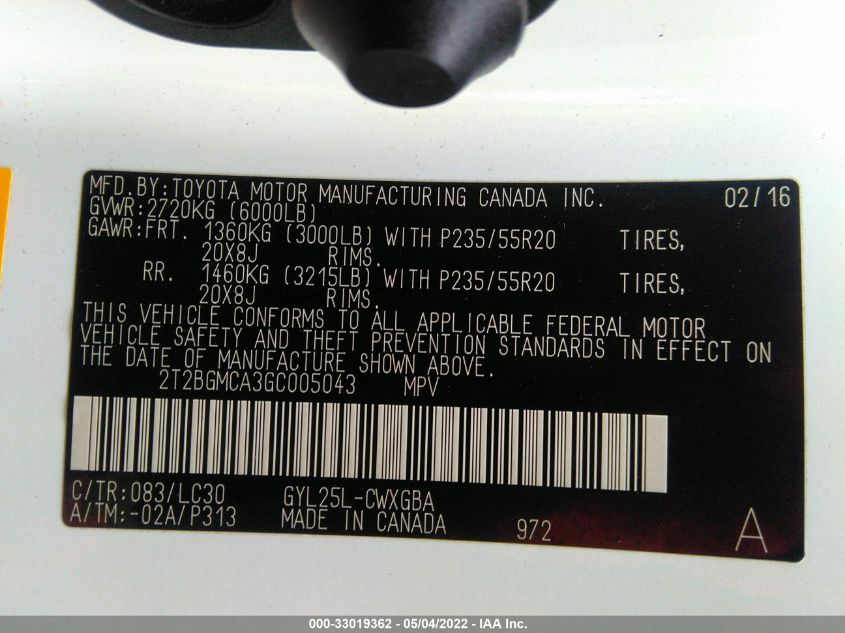 MFD.BY:TOYOTA MOTOR MANUFACTURING CANADA INC. 02/16
GVWR:2720KG (6000LB)
GAWR:FRT. 1360KG (3000LB) WITH P235/55R20 TIRES,
20X8J RIMS.
RR. 1460KG (3215LB) WITH P235/55R20 TIRES,
20X8J RIMS.
THIS VEHICLE CONFORMS TO ALL APPLICABLE FEDERAL MOTOR
VEHICLE SAFETY AND THEFT PREVENTION STANDARDS IN EFFECT ON
THE DATE OF MANUFACTURE SHOWN ABOVE.
2T2BGMCA3GC005043 MPV
C/TR:083/LC30 GYL25L-CWXGBA
A/TM:-02A/P313 MADE IN CANADA 972 A
000-33019362 - 05/04/2022 - IAA Inc.